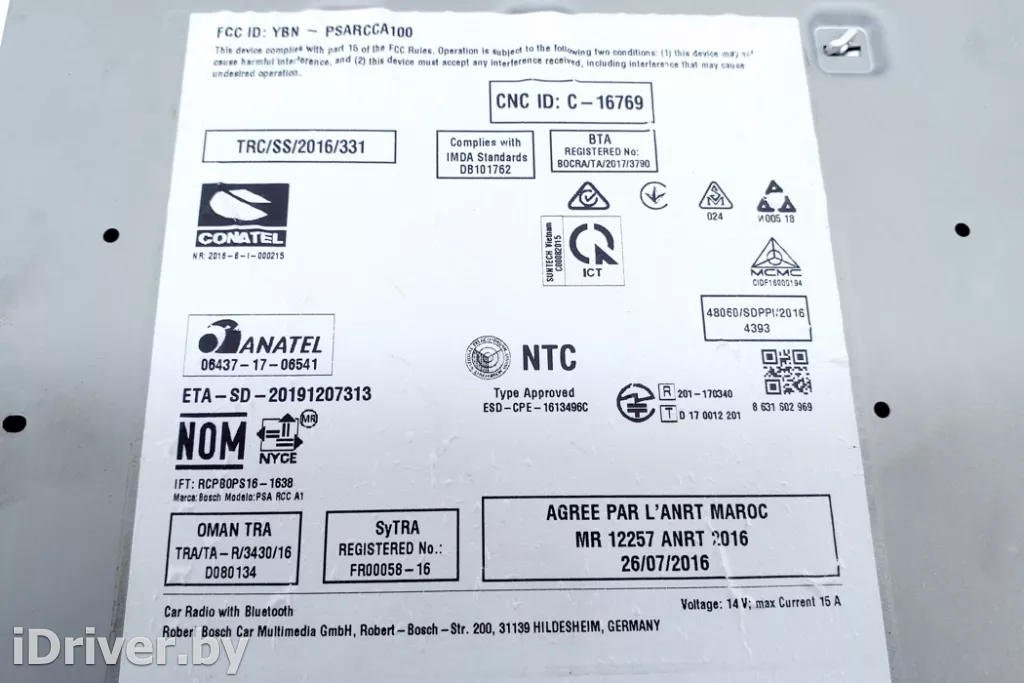 FCC ID: YBN - PSARCCA100
This device complies with part 15 of the FCC Rules. Operation is subject to the following two conditions: (1) this device may not
cause harmful interference, and (2) this device must accept any interference received, including interference that may cause
undesired operation.
CNC ID: C-16769
TRC/SS/2016/331
Complies with
IMDA Standards
DB101762
BTA
REGISTERED No:
BOCRA/TA/2017/3790
CONATEL
NR: 2016-6-I-000215
SUNTECH Vietnam
C00082015
ICT
024
И005 18
MCMC
CIDF16000194
48060/SDPPI/2016
4393
ANATEL
06437-17-06541
NTC
Type Approved
ESD-CPE-1613496C
R 201-170340
T D 17 0012 201
8 631 602 969
ETA-SD-20191207313
NOM
MR
NYCE
IFT: RCPBOPS16-1638
Marca: Bosch Modelo: PSA RCC A1
OMAN TRA
TRA/TA-R/3430/16
D080134
SyTRA
REGISTERED No.:
FR00058-16
AGREE PAR L'ANRT MAROC
MR 12257 ANRT 2016
26/07/2016
Car Radio with Bluetooth
Voltage: 14 V; max Current 15 A
Robert Bosch Car Multimedia GmbH, Robert-Bosch-Str. 200, 31139 HILDESHEIM, GERMANY
iDriver.by